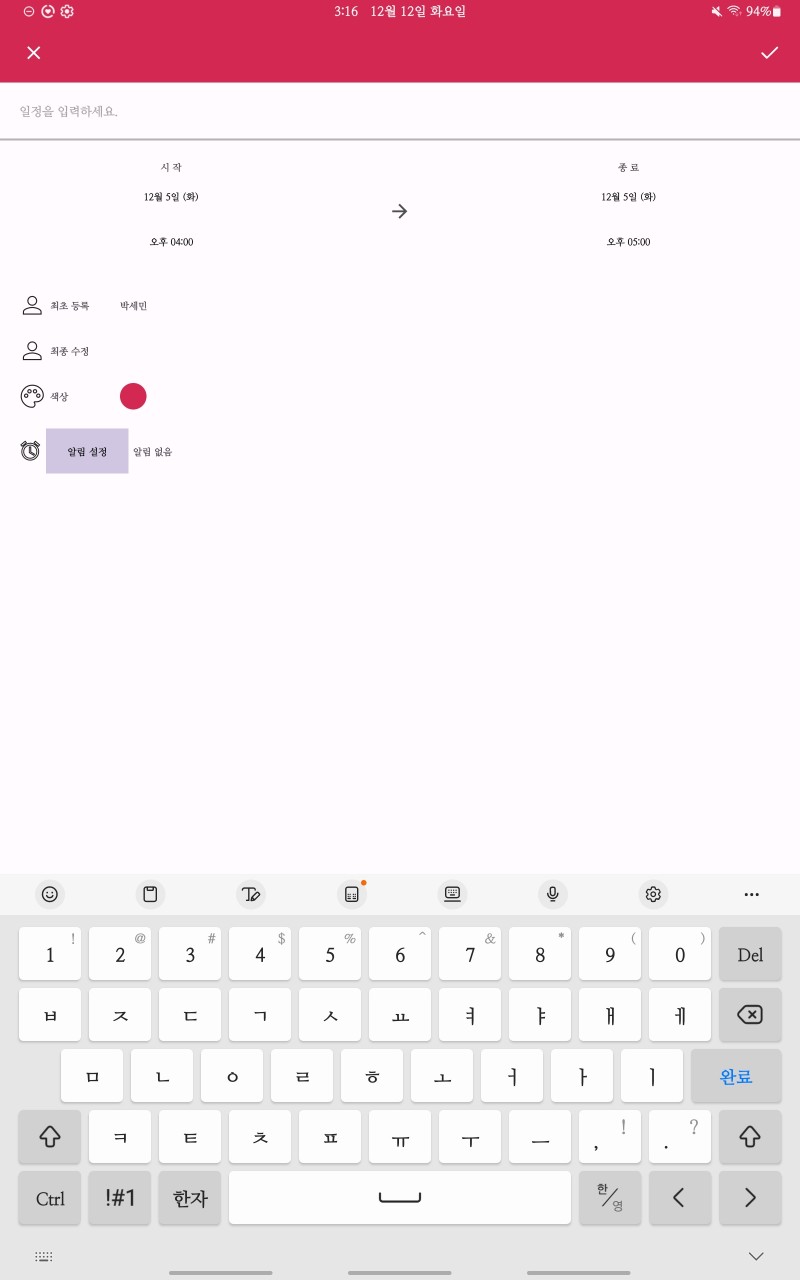 3:16 12월 12일 화요일 94%
일정을 입력하세요.
시 작
종 료
12월 5일 (화)
12월 5일 (화)
오후 04:00
오후 05:00
최초 등록 박세민
최종 수정
색상
알림 설정 알림 없음
! @ # $ % ^ & * ( )
1 2 3 4 5 6 7 8 9 0 Del
ㅂ ㅈ ㄷ ㄱ ㅅ ㅛ ㅕ ㅑ ㅐ ㅔ
ㅁ ㄴ ㅇ ㄹ ㅎ ㅗ ㅓ ㅏ ㅣ 완료
ㅋ ㅌ ㅊ ㅍ ㅠ ㅜ ㅡ , ! . ?
Ctrl !#1 한자 한/영